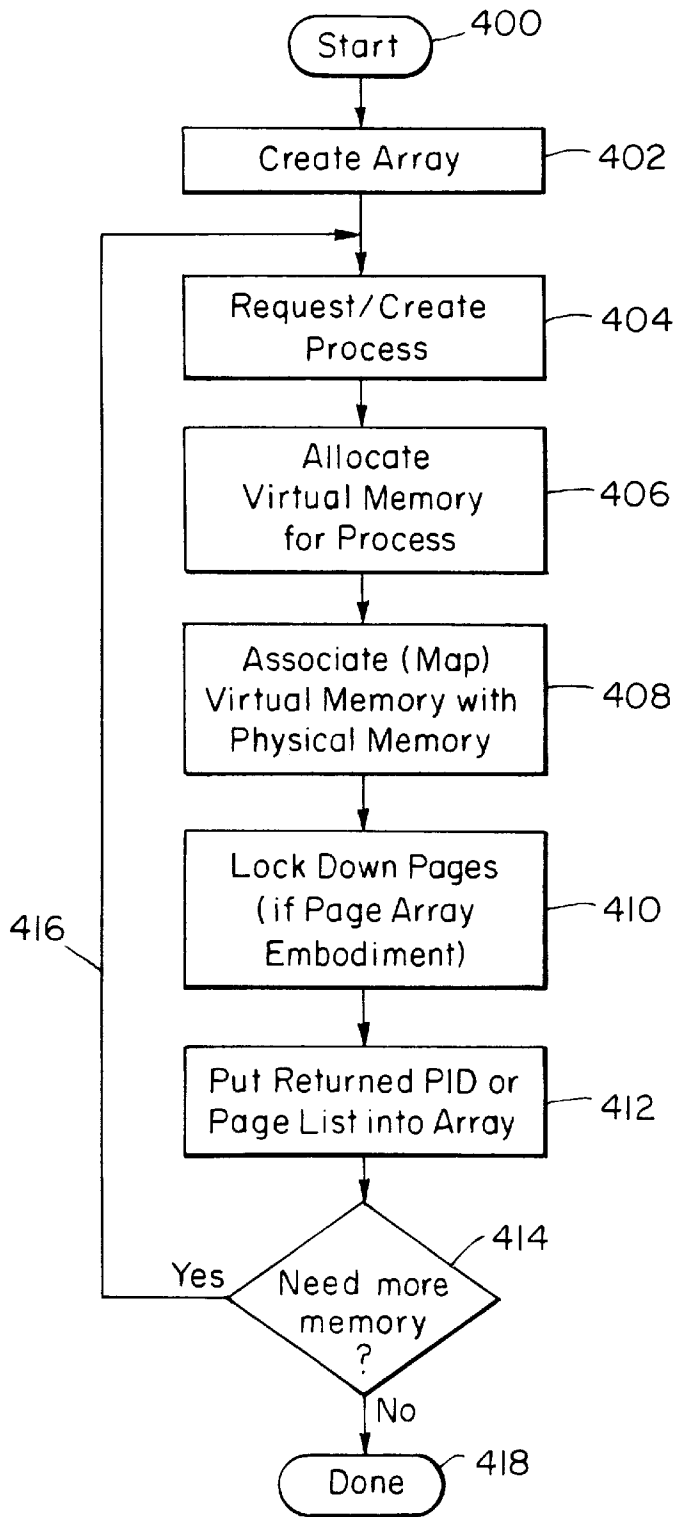 Start
400
Create Array
402
Request/Create
Process
404
Allocate
Virtual Memory
for Process
406
Associate (Map)
Virtual Memory with
Physical Memory
408
Lock Down Pages
(if Page Array
Embodiment)
410
416
Put Returned PID or
Page List into Array
412
414
Yes
Need more
memory
?
No
Done
418